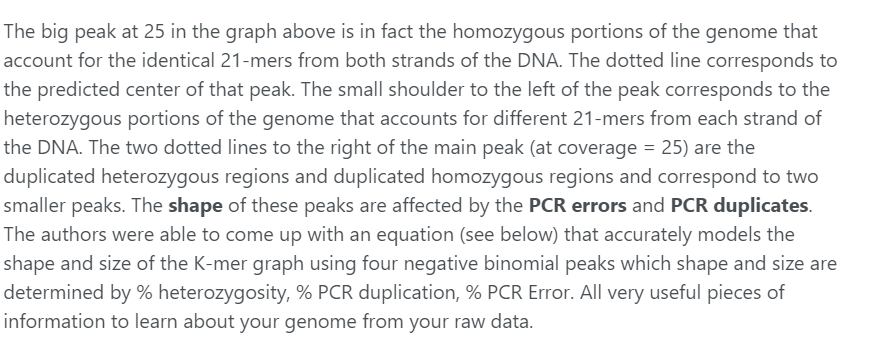 The big peak at 25 in the graph above is in fact the homozygous portions of the genome that
account for the identical 21-mers from both strands of the DNA. The dotted line corresponds to
the predicted center of that peak. The small shoulder to the left of the peak corresponds to the
heterozygous portions of the genome that accounts for different 21-mers from each strand of
the DNA. The two dotted lines to the right of the main peak (at coverage = 25) are the
duplicated heterozygous regions and duplicated homozygous regions and correspond to two
smaller peaks. The shape of these peaks are affected by the PCR errors and PCR duplicates.
The authors were able to come up with an equation (see below) that accurately models the
shape and size of the K-mer graph using four negative binomial peaks which shape and size are
determined by % heterozygosity, % PCR duplication, % PCR Error. All very useful pieces of
information to learn about your genome from your raw data.